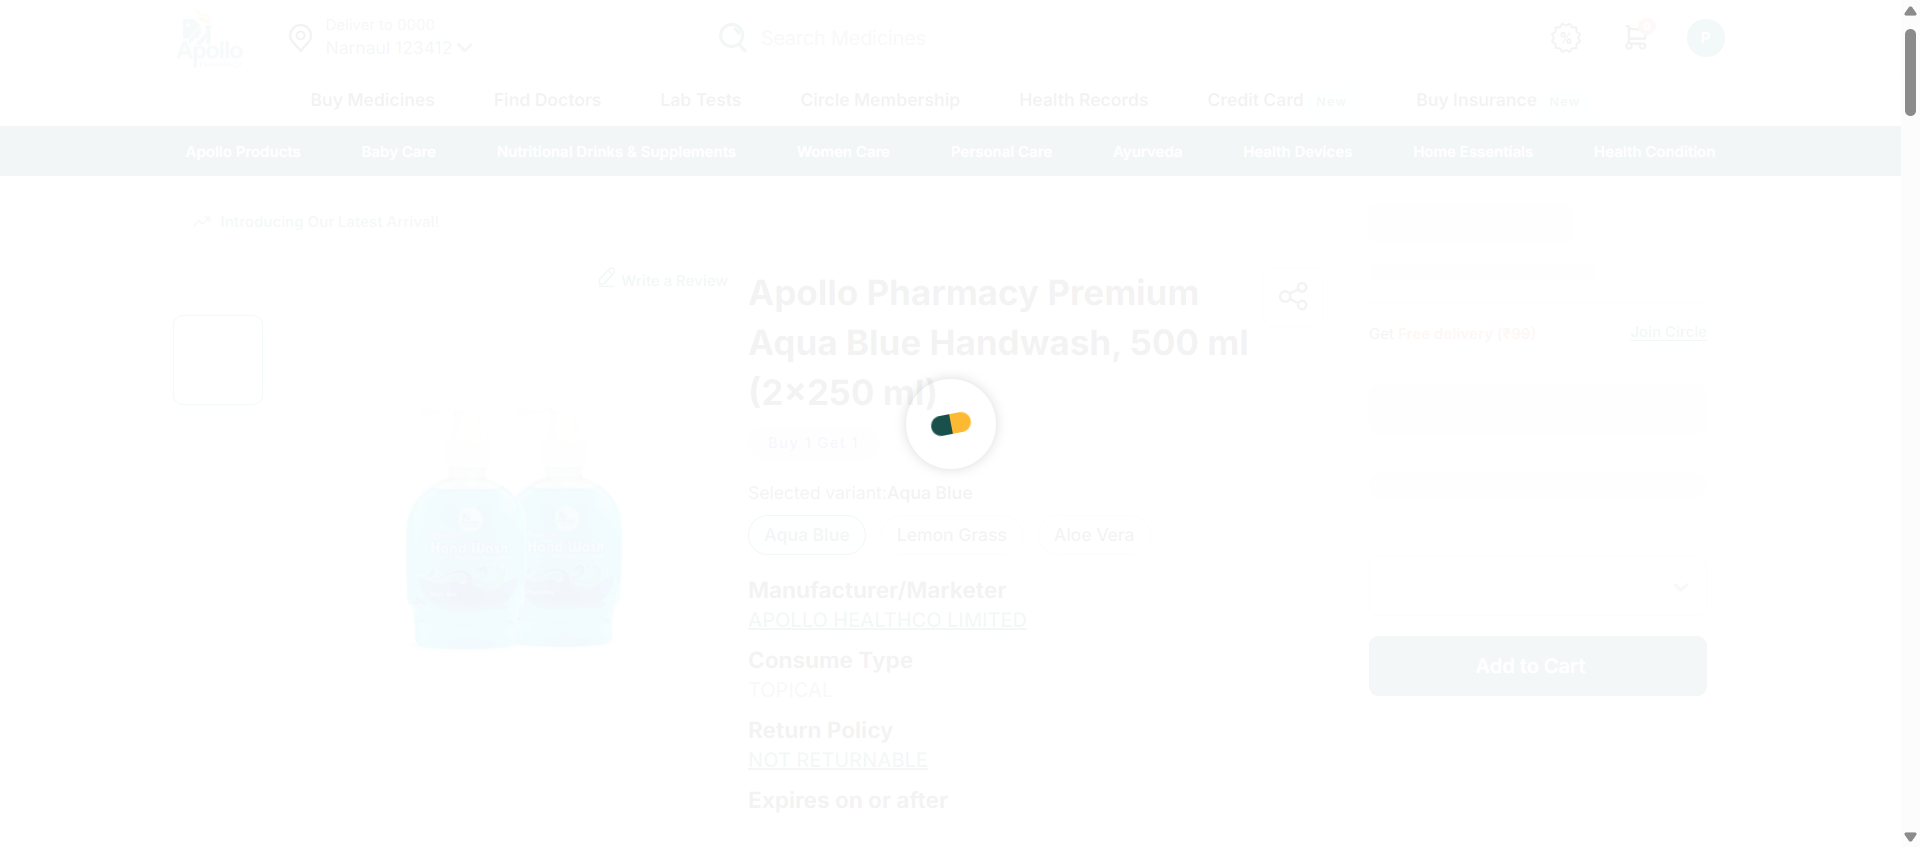 Apollo
Deliver to 0000
Narnaul 123412
Search Medicines
P
Buy Medicines
Find Doctors
Lab Tests
Circle Membership
Health Records
Credit Card New
Buy Insurance New
Apollo Products
Baby Care
Nutritional Drinks & Supplements
Women Care
Personal Care
Ayurveda
Health Devices
Home Essentials
Health Condition
Introducing Our Latest Arrival!
Write a Review
Hand Wash
Hand Wash
Apollo Pharmacy Premium
Aqua Blue Handwash, 500 ml
(2x250 ml)
Buy 1 Get 1
Selected variant:Aqua Blue
Aqua Blue
Lemon Grass
Aloe Vera
Manufacturer/Marketer
APOLLO HEALTHCO LIMITED
Consume Type
TOPICAL
Return Policy
NOT RETURNABLE
Expires on or after
Get Free delivery (₹99)
Join Circle
Add to Cart